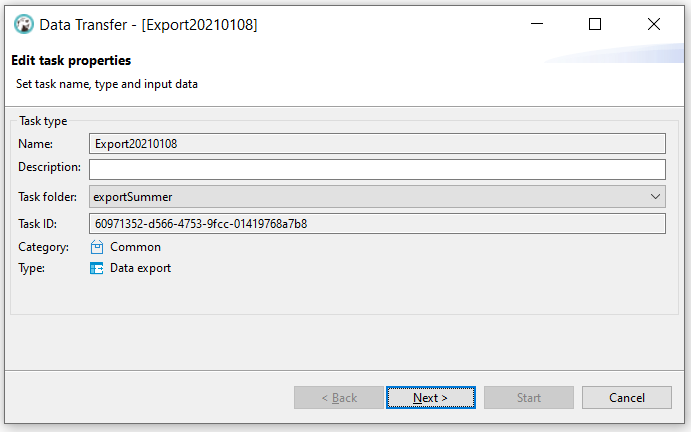 Data Transfer - [Export20210108]
Edit task properties
Set task name, type and input data
Task type
Name: Export20210108
Description:
Task folder: exportSummer
Task ID: 60971352-d566-4753-9fcc-01419768a7b8
Category: Common
Type: Data export
< Back Next > Start Cancel